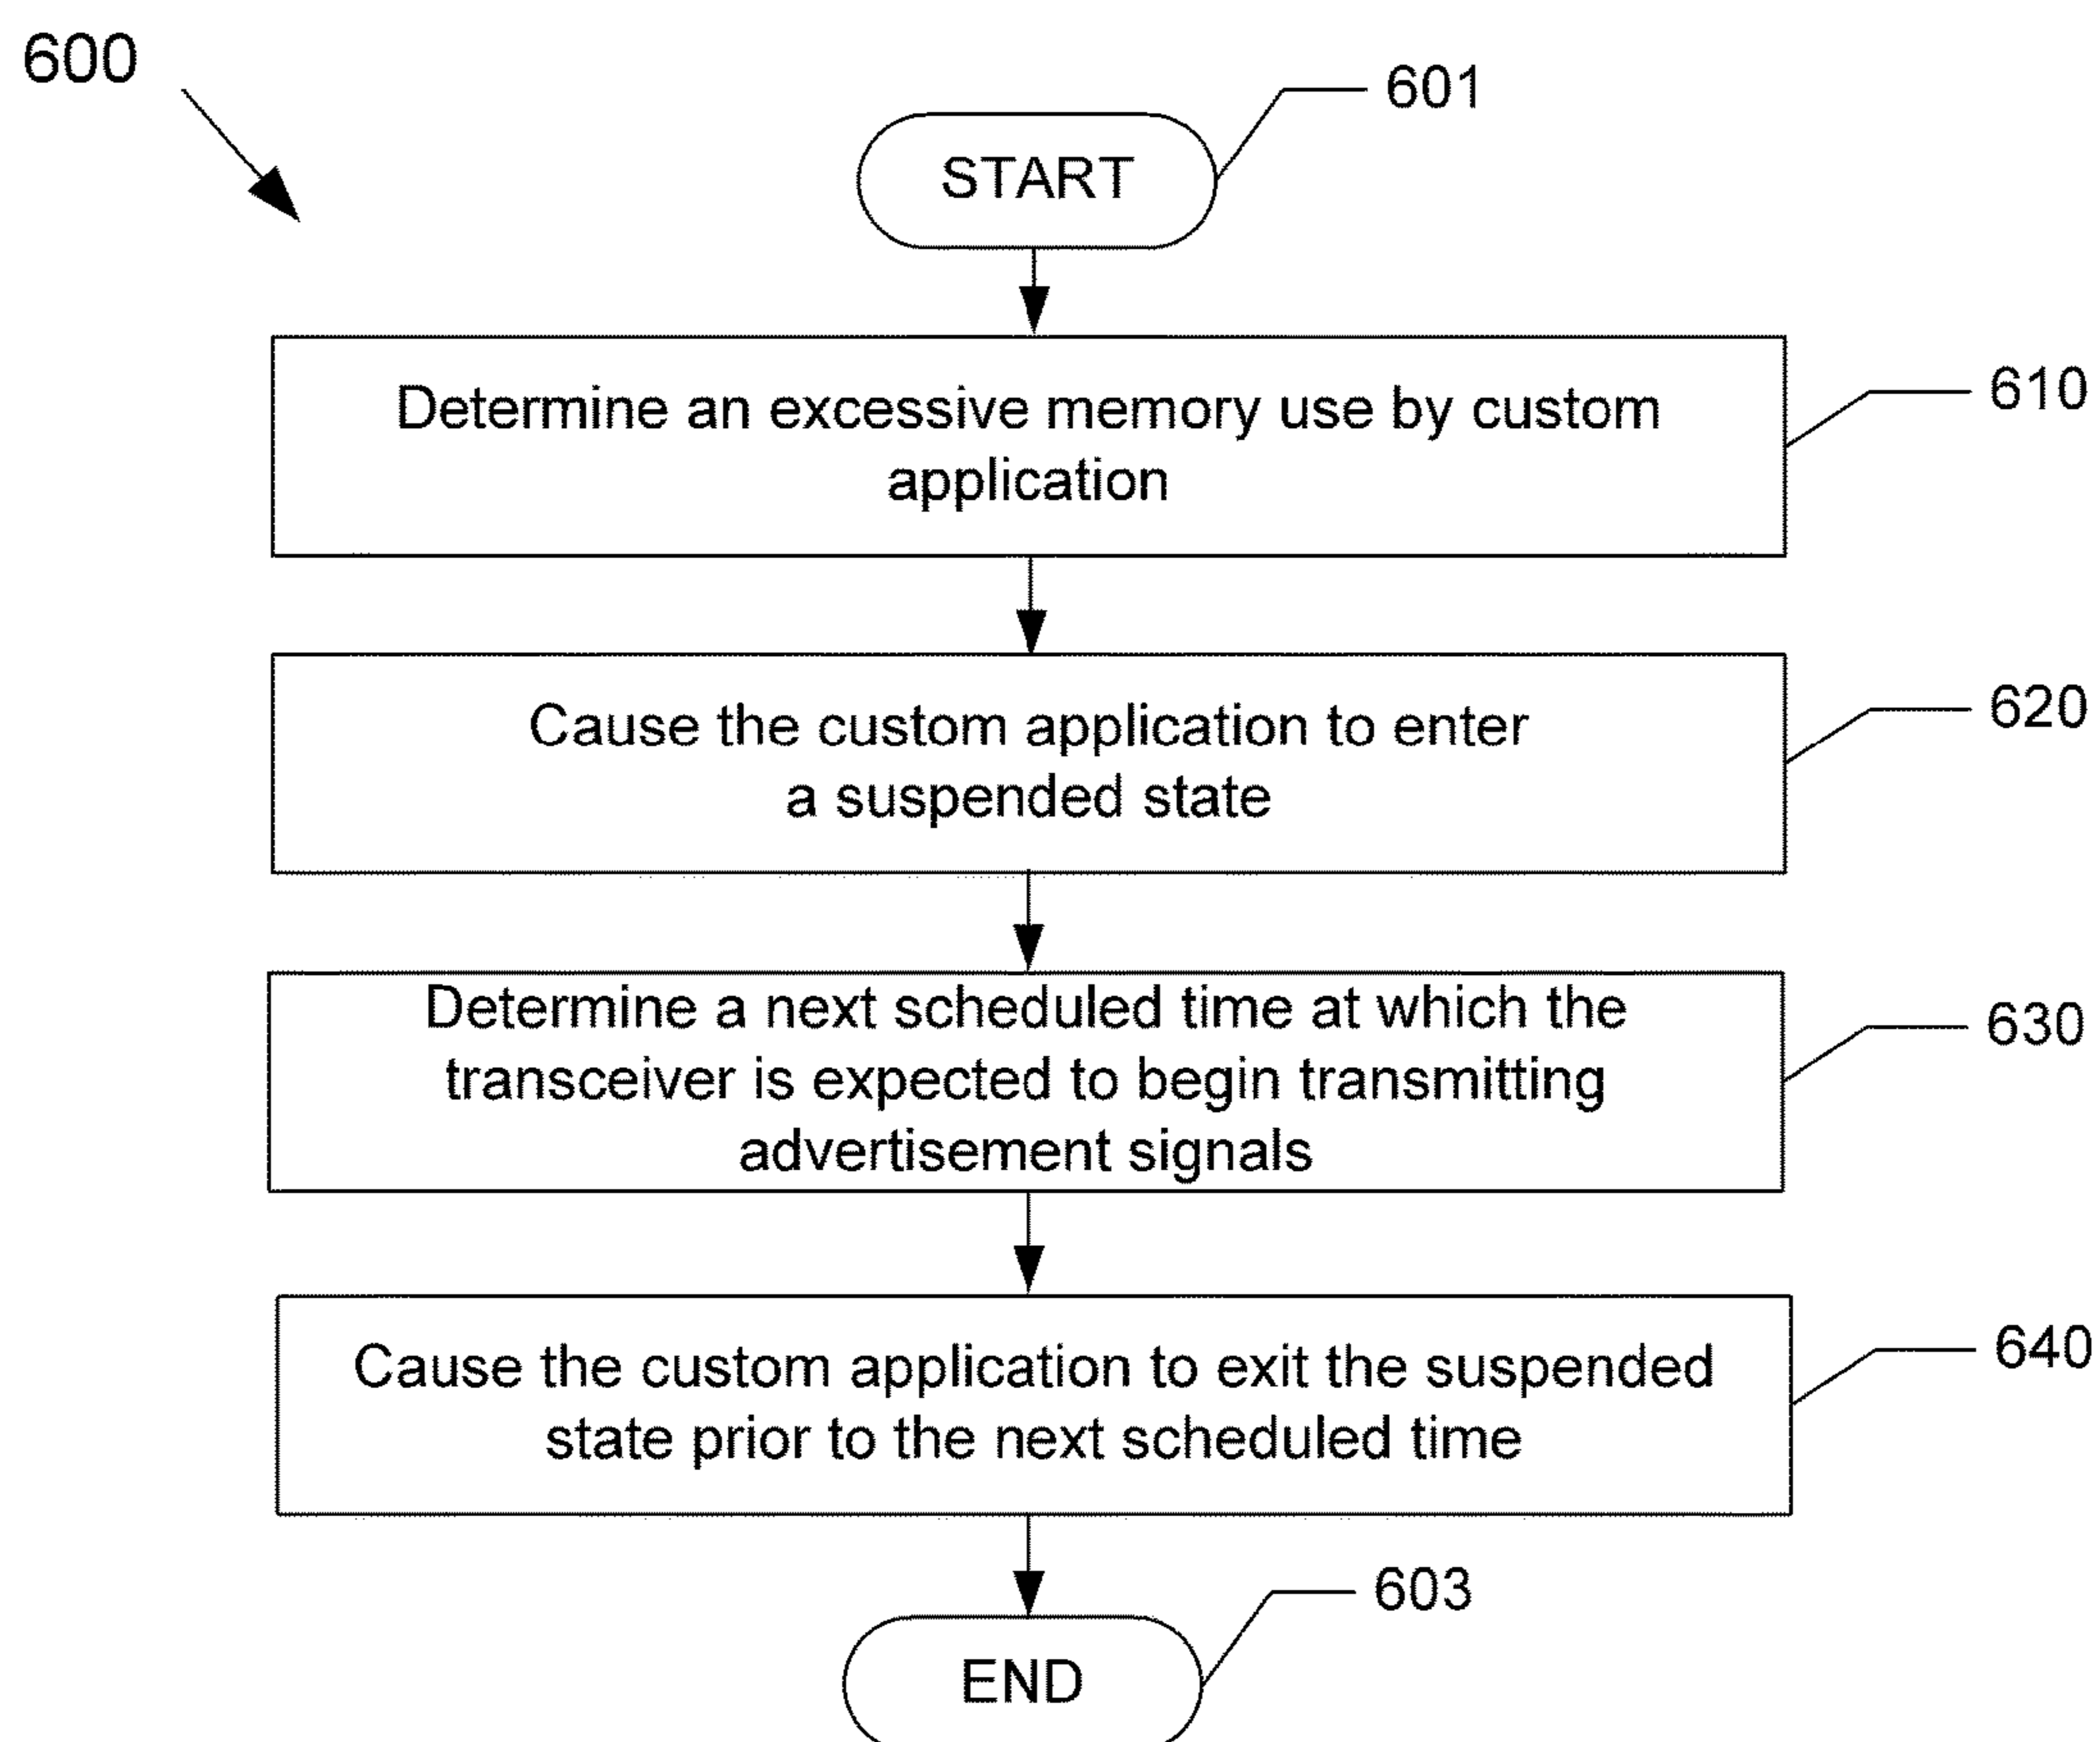 600
601
START
Determine an excessive memory use by custom
application
610
Cause the custom application to enter
a suspended state
620
Determine a next scheduled time at which the
transceiver is expected to begin transmitting
advertisement signals
630
Cause the custom application to exit the suspended
state prior to the next scheduled time
640
603
END